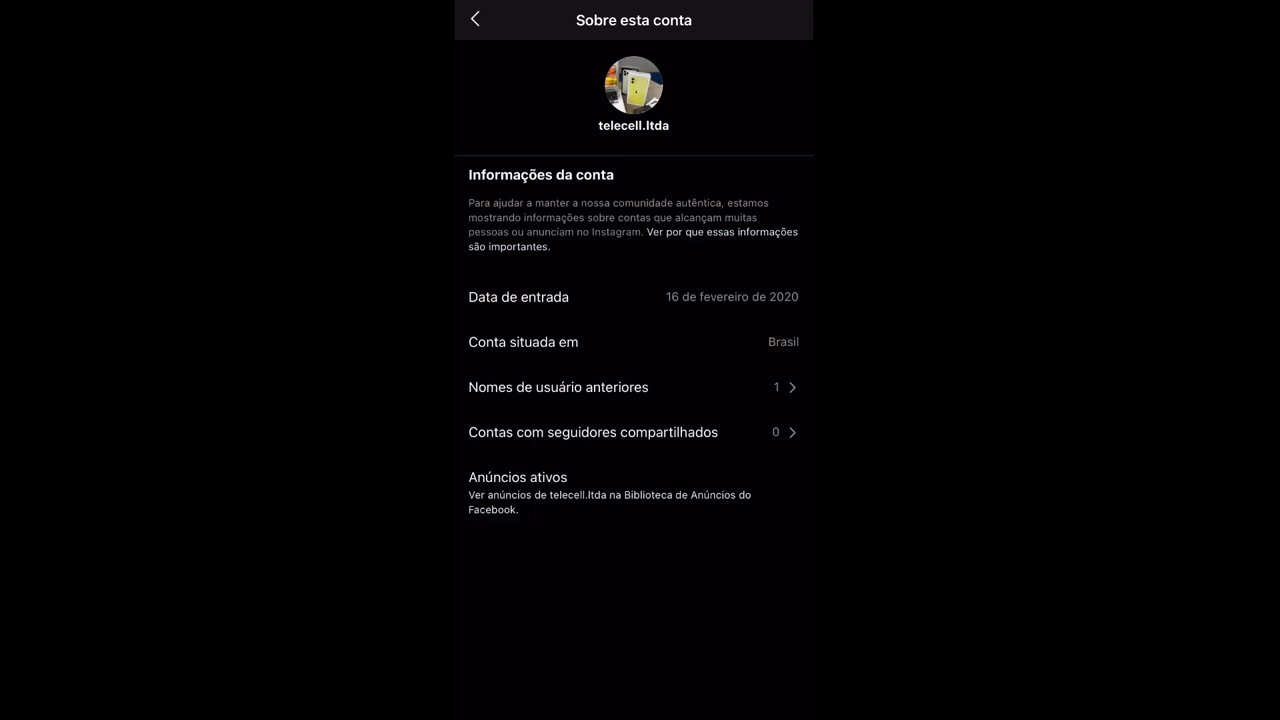 Sobre esta conta
telecell.ltda
Informações da conta
Para ajudar a manter a nossa comunidade autêntica, estamos
mostrando informações sobre contas que alcançam muitas
pessoas ou anunciam no Instagram. Ver por que essas informações
são importantes.
Data de entrada 16 de fevereiro de 2020
Conta situada em Brasil
Nomes de usuário anteriores 1
Contas com seguidores compartilhados 0
Anúncios ativos
Ver anúncios de telecell.ltda na Biblioteca de Anúncios do
Facebook.